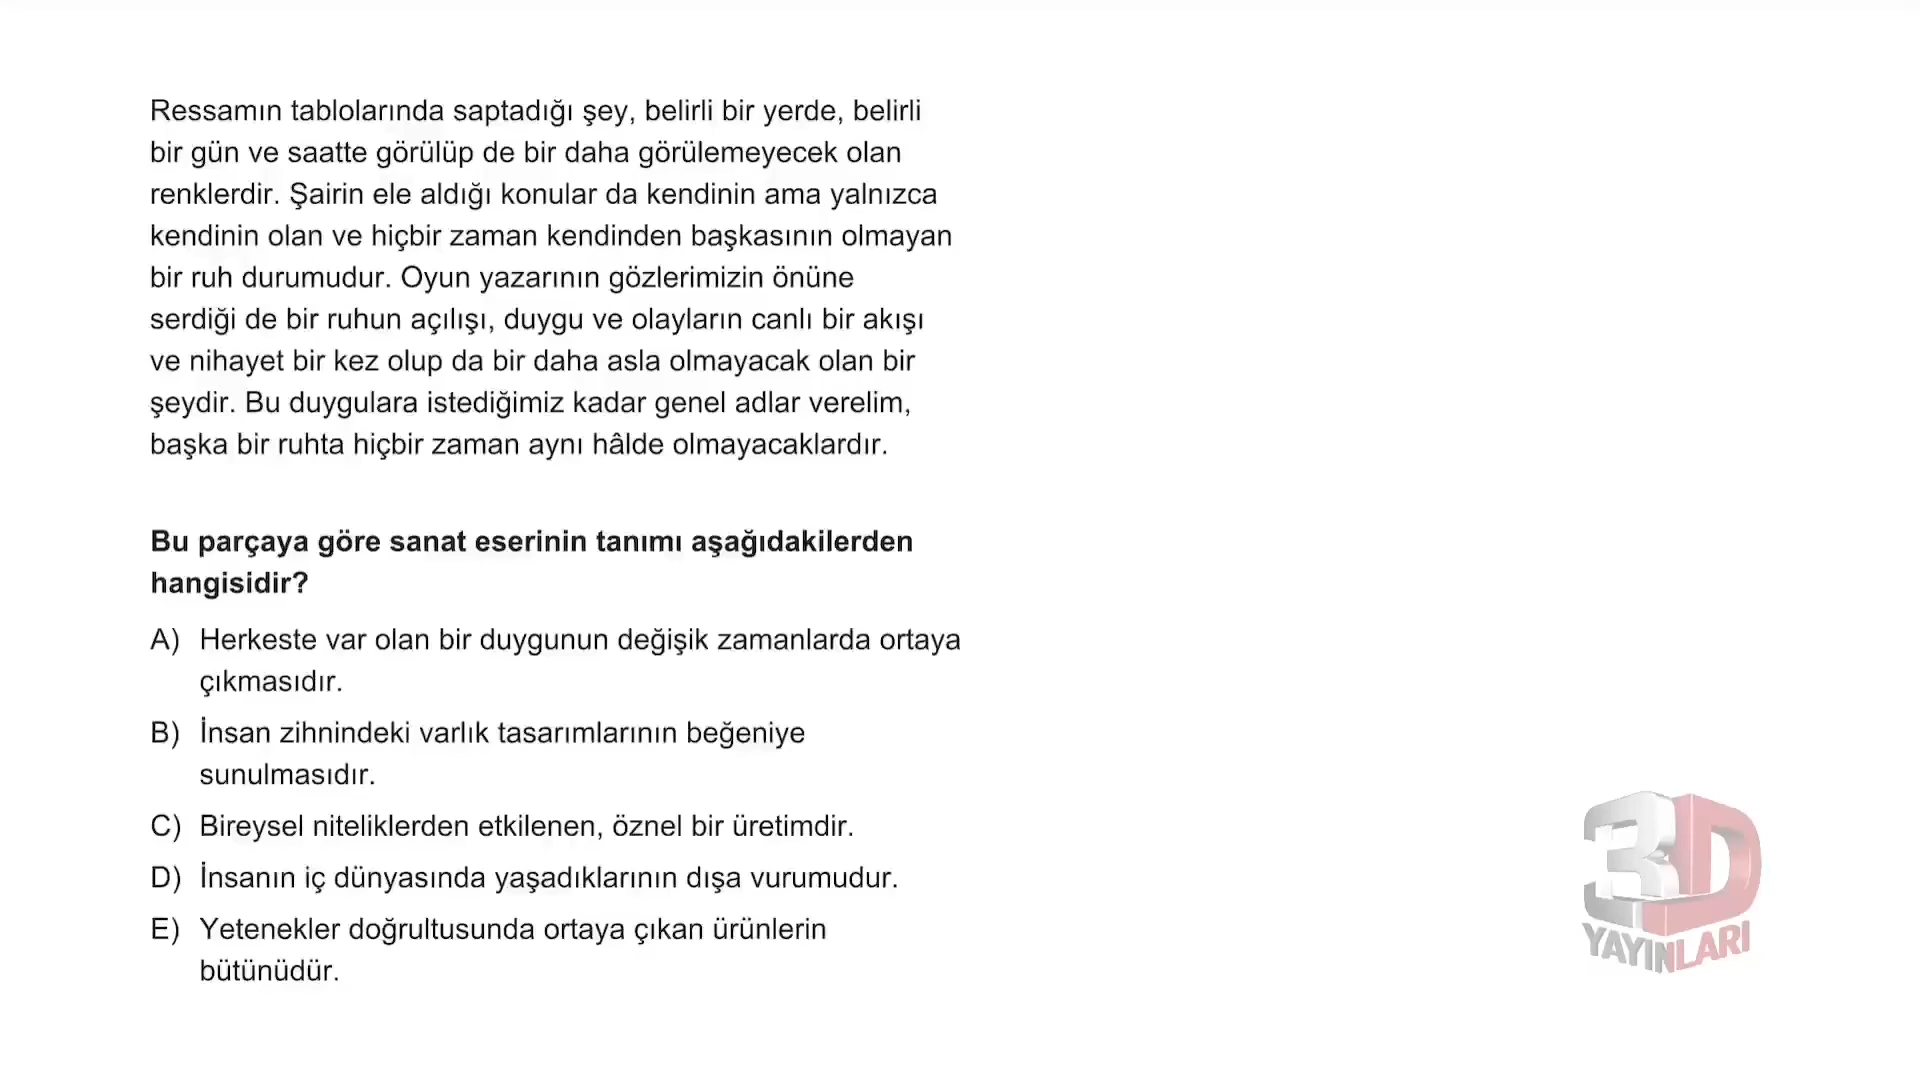 Ressamın tablolarında saptadığı şey, belirli bir yerde, belirli
bir gün ve saatte görülüp de bir daha görülemeyecek olan
renklerdir. Şairin ele aldığı konular da kendinin ama yalnızca
kendinin olan ve hiçbir zaman kendinden başkasının olmayan
bir ruh durumudur. Oyun yazarının gözlerimizin önüne
serdiği de bir ruhun açılışı, duygu ve olayların canlı bir akışı
ve nihayet bir kez olup da bir daha asla olmayacak olan bir
şeydir. Bu duygulara istediğimiz kadar genel adlar verelim,
başka bir ruhta hiçbir zaman aynı hâlde olmayacaklardır.
Bu parçaya göre sanat eserinin tanımı aşağıdakilerden
hangisidir?
A) Herkeste var olan bir duygunun değişik zamanlarda ortaya
çıkmasıdır.
B) İnsan zihnindeki varlık tasarımlarının beğeniye
sunulmasıdır.
C) Bireysel niteliklerden etkilenen, öznel bir üretimdir.
D) İnsanın iç dünyasında yaşadıklarının dışa vurumudur.
E) Yetenekler doğrultusunda ortaya çıkan ürünlerin
bütünüdür.
3D
YAYINLARI